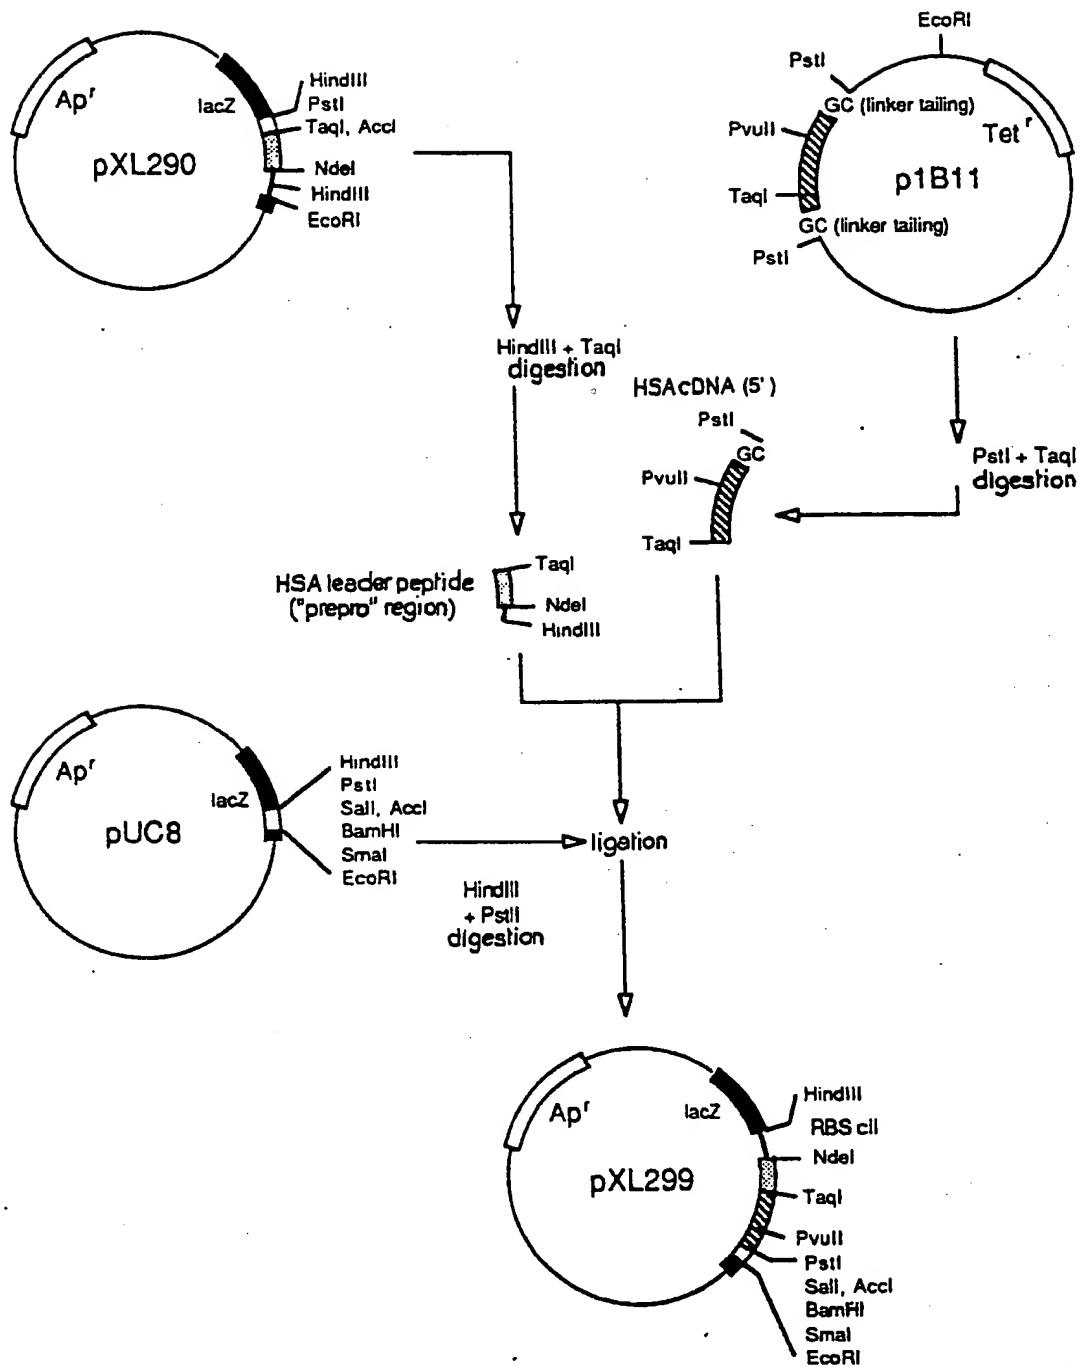 Apʳ
lacZ
HindIII
PstI
TaqI, AccI
NdeI
HindIII
EcoRI
pXL290
EcoRI
PstI
GC (linker tailing)
Tetʳ
PvuII
p1B11
TaqI
GC (linker tailing)
PstI
HindIII + TaqI
digestion
HSA cDNA (5')
PstI
GC
PvuII
TaqI
PstI + TaqI
digestion
HSA leader peptide
("prepro" region)
TaqI
NdeI
HindIII
Apʳ
lacZ
pUC8
HindIII
PstI
SalI, AccI
BamHI
SmaI
EcoRI
ligation
HindIII
+ PstII
digestion
Apʳ
lacZ
pXL299
HindIII
RBS cII
NdeI
TaqI
PvuII
PstI
SalI, AccI
BamHI
SmaI
EcoRI